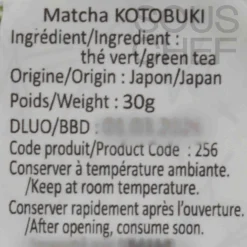 Matcha KOTOBUKI
Ingrédient/Ingredient :
thé vert/green tea
Origine/Origin : Japon/Japan
Poids/Weight : 30g
DLUO/BBD :
Code produit/Product Code : 256
Conserver à température ambiante.
/Keep at room temperature.
Conserver rapidement après l'ouverture.
/After opening, consume soon.